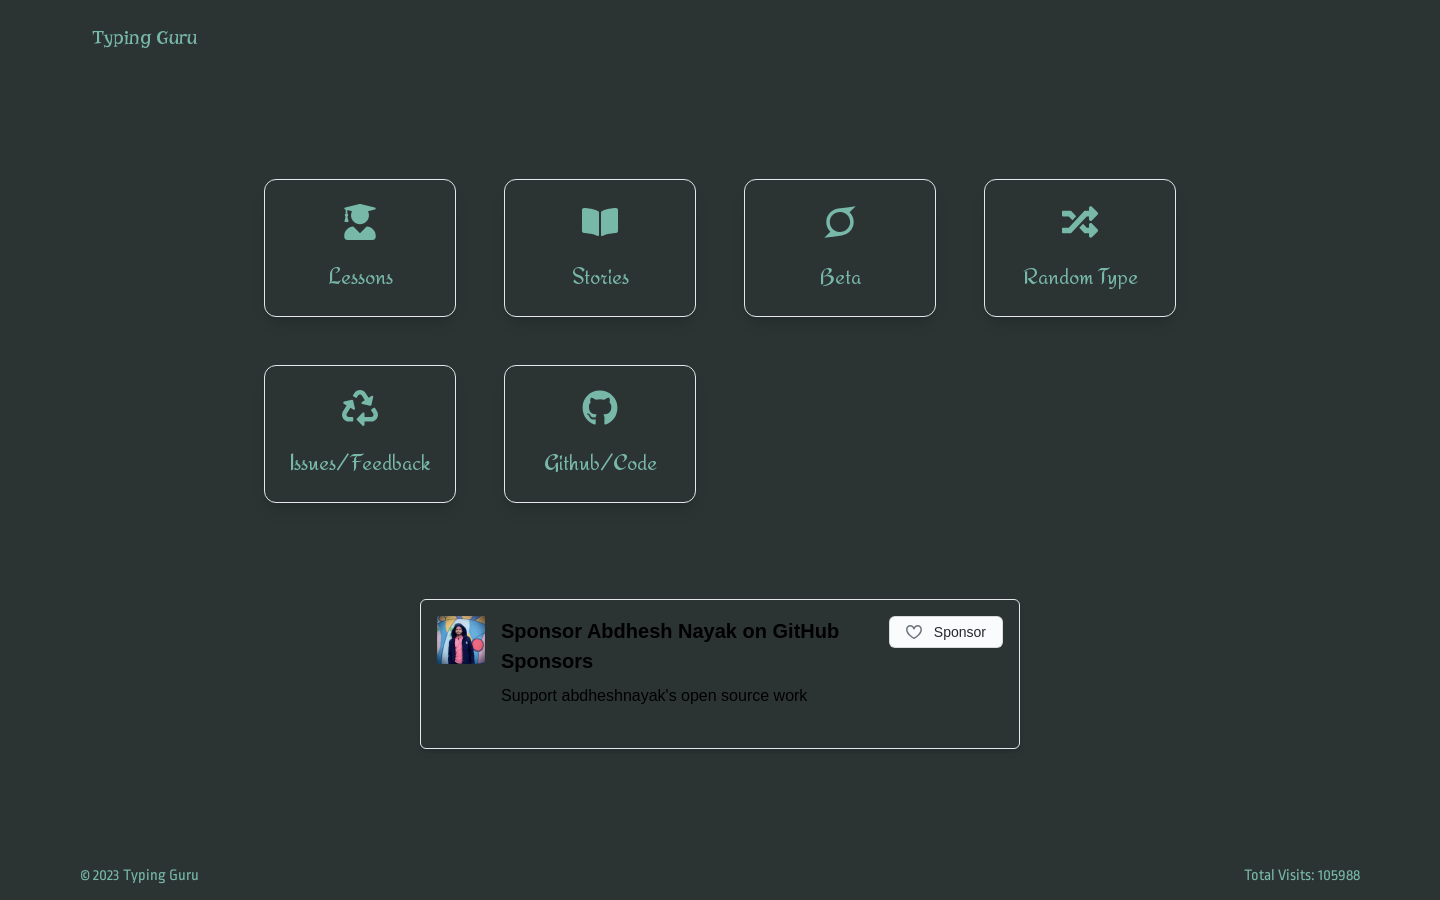 Typing Guru
Lessons
Stories
Beta
Random Type
Issues/Feedback
Github/Code
Sponsor Abdhesh Nayak on GitHub
Sponsors
Sponsor
Support abdheshnayak's open source work
© 2023 Typing Guru
Total Visits: 105988